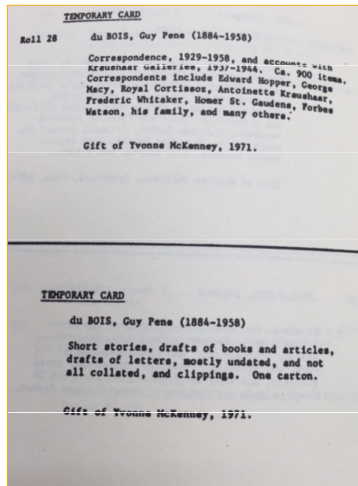 TEMPORARY CARD
Roll 28 du BOIS, Guy Pene (1884-1958)
Correspondence, 1929-1958, and accounts with
Kraushaar Galleries, 1937-1944. Ca. 900 items.
Correspondents include Edward Hopper, George
Macy, Royal Cortissoz, Antoinette Kraushaar,
Frederic Whitaker, Homer St. Gaudens, Forbes
Watson, his family, and many others.
Gift of Yvonne McKenney, 1971.
TEMPORARY CARD
du BOIS, Guy Pene (1884-1958)
Short stories, drafts of books and articles,
drafts of letters, mostly undated, and not
all collated, and clippings. One carton.
Gift of Yvonne McKenney, 1971.